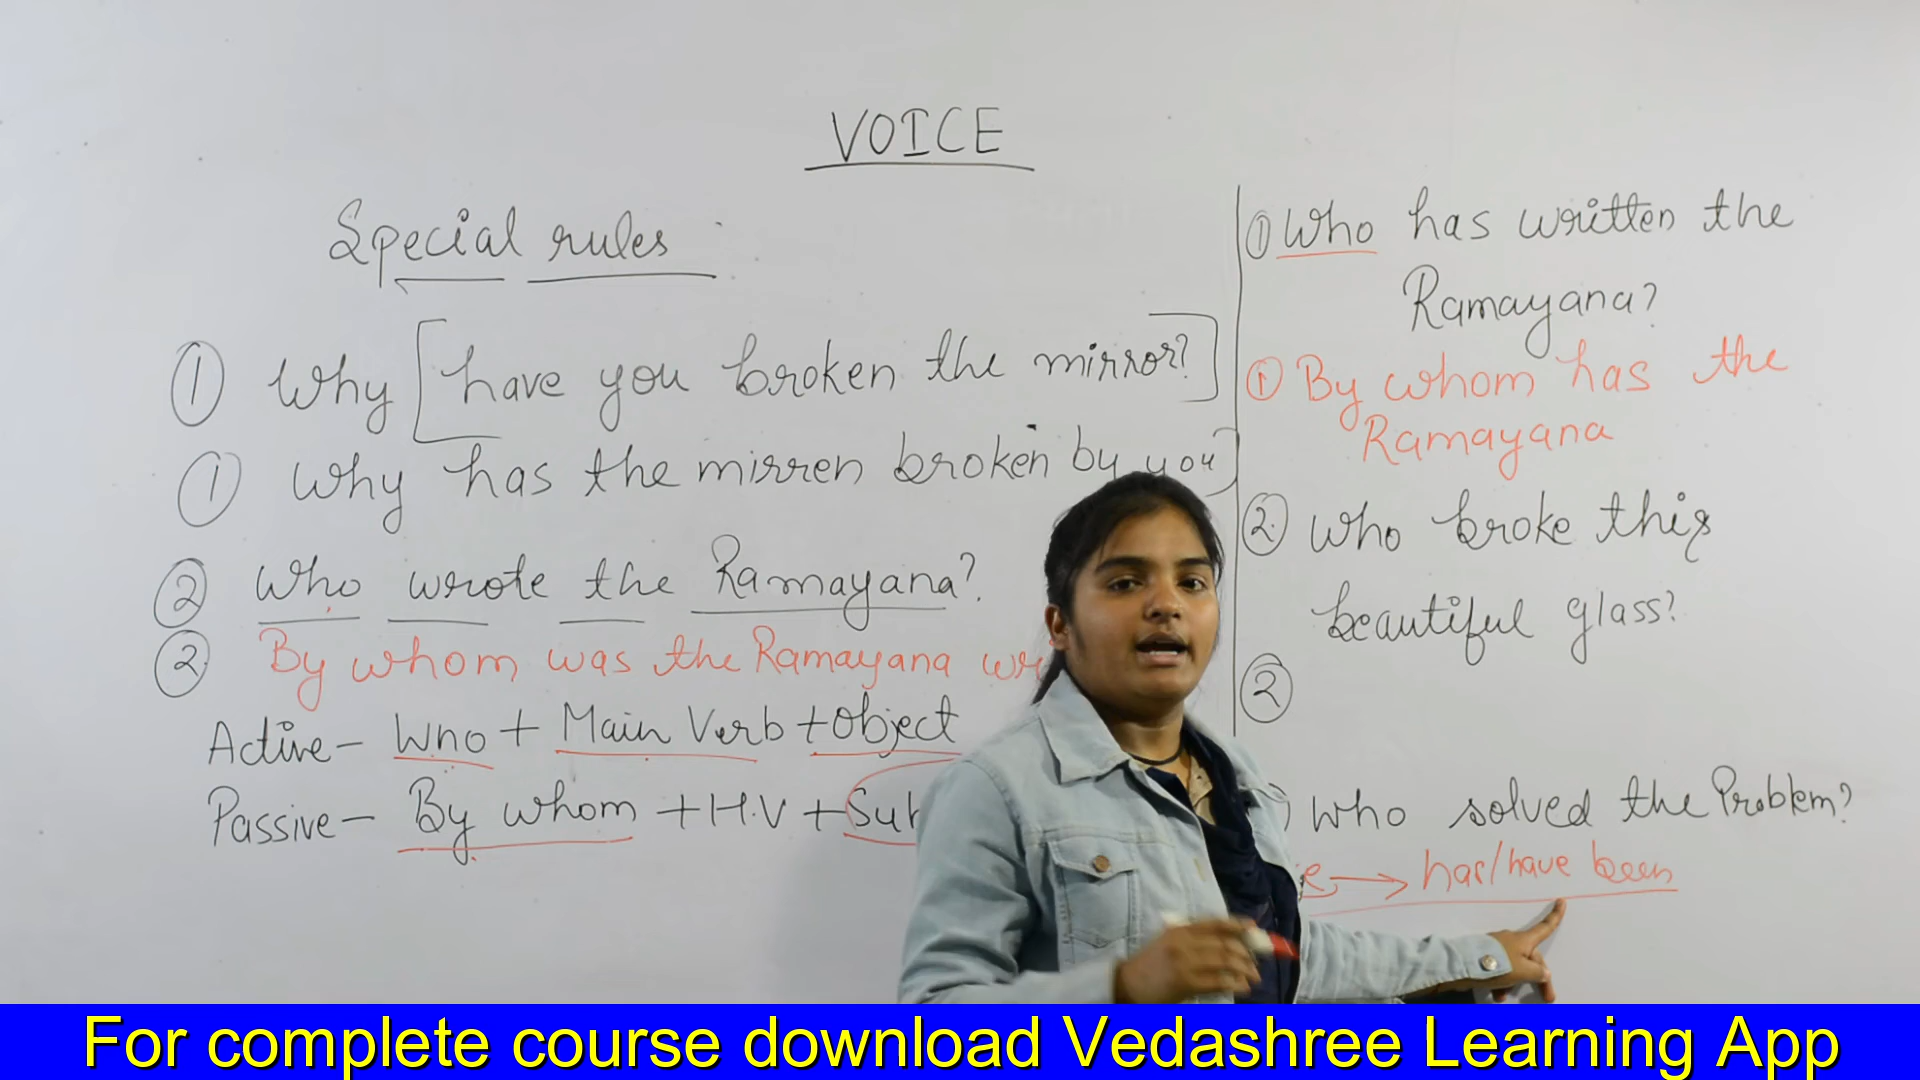 VOICE
Special rules
① Why [have you broken the mirror?]
① Why has the mirren broken by you]
② Who wrote the Ramayana?
② By whom was the Ramayana
Active- Who + Main Verb + Object
Passive- By whom + H.V +
① Who has written the
Ramayana?
① By whom has the
Ramayana
② Who broke this
beautiful glass?
②
Who solved the Problem?
→ has/have been
For complete course download Vedashree Learning App